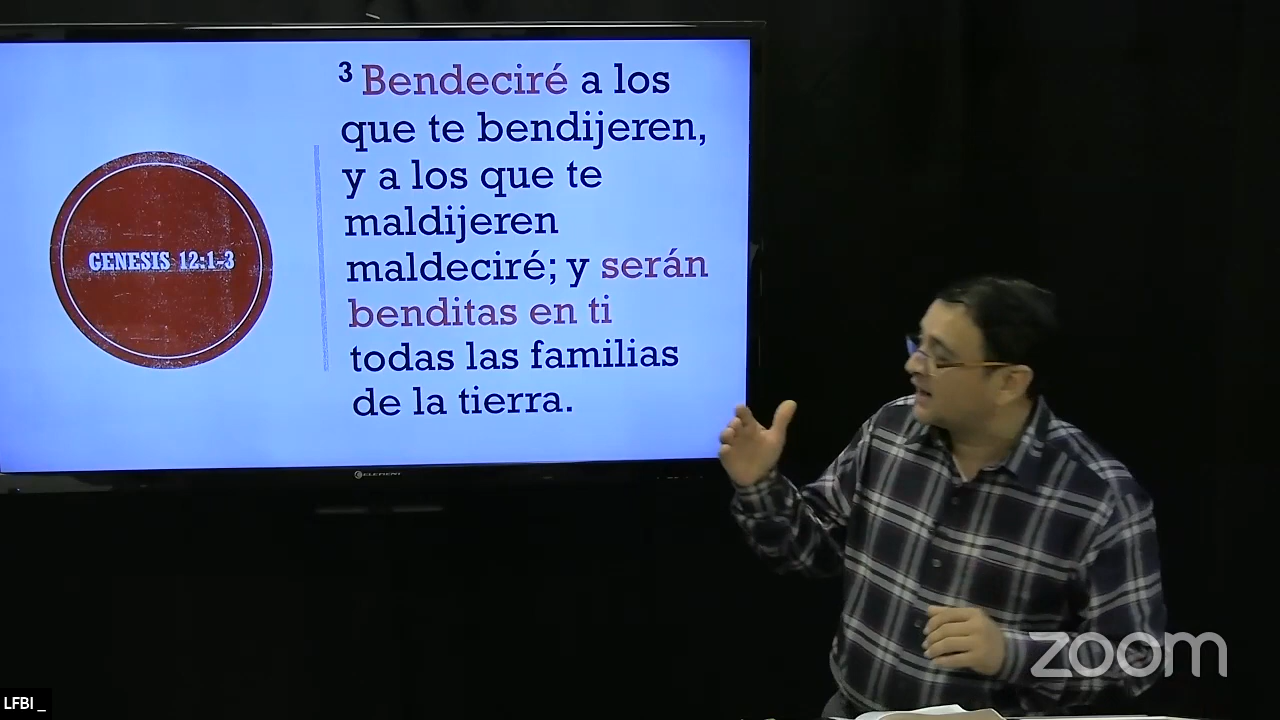 GENESIS 12:1-3
3 Bendeciré a los
que te bendijeren,
y a los que te
maldijeren
maldeciré; y serán
benditas en ti
todas las familias
de la tierra.
ELEMENT
zoom
LFBI _